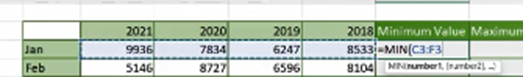 2021 2020 2019 2018 Minimum Value Maximum
Jan 9936 7834 6247 8533 =MIN(C3:F3
Feb 5146 8727 6596 8104 MIN(number1, [number2], ...)